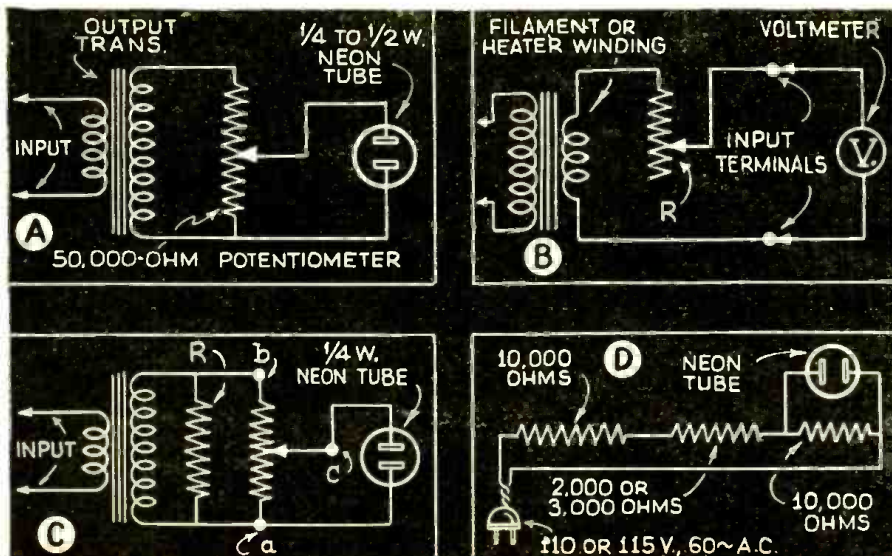 OUTPUT
TRANS.
1/4 TO 1/2 W.
NEON
TUBE
INPUT
A
50,000-OHM POTENTIOMETER
FILAMENT OR
HEATER WINDING
VOLTMETER
INPUT
TERMINALS
V.
R
B
R
b
1/4 W.
NEON TUBE
INPUT
c
C
a
10,000
OHMS
D
NEON
TUBE
2,000 OR
3,000 OHMS
10,000
OHMS
110 OR 115 V., 60~ A.C.